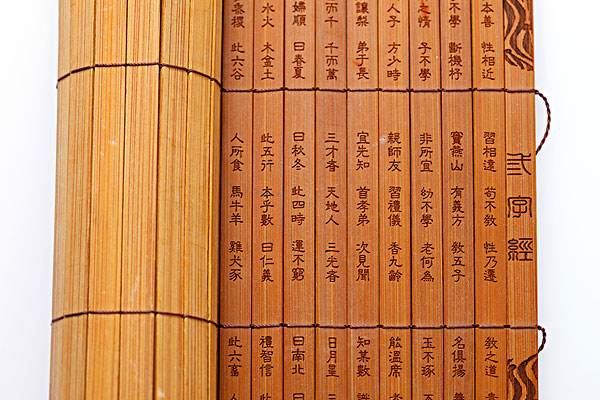 弎字經
本善 性相近 習相遠 苟不教 性乃遷 教之道
不學 斷機杼 竇燕山 有義方 教五子 名俱揚
之情 子不學 非所宜 幼不學 老何為 玉不琢 不
人子 方少時 親師友 習禮儀 香九齡 能溫席
讓梨 弟于長 宜先知 首孝弟 次見聞 知某數
而千 千而萬 三才者 天地人 三光者 日月星 三
婦順 曰春夏 曰秋冬 此四時 運不窮 曰南北 曰
水火 木金土 此五行 本乎數 曰仁義 禮智信 此
黍稷 此六谷 人所食 馬牛羊 雞犬豕 此六畜 人